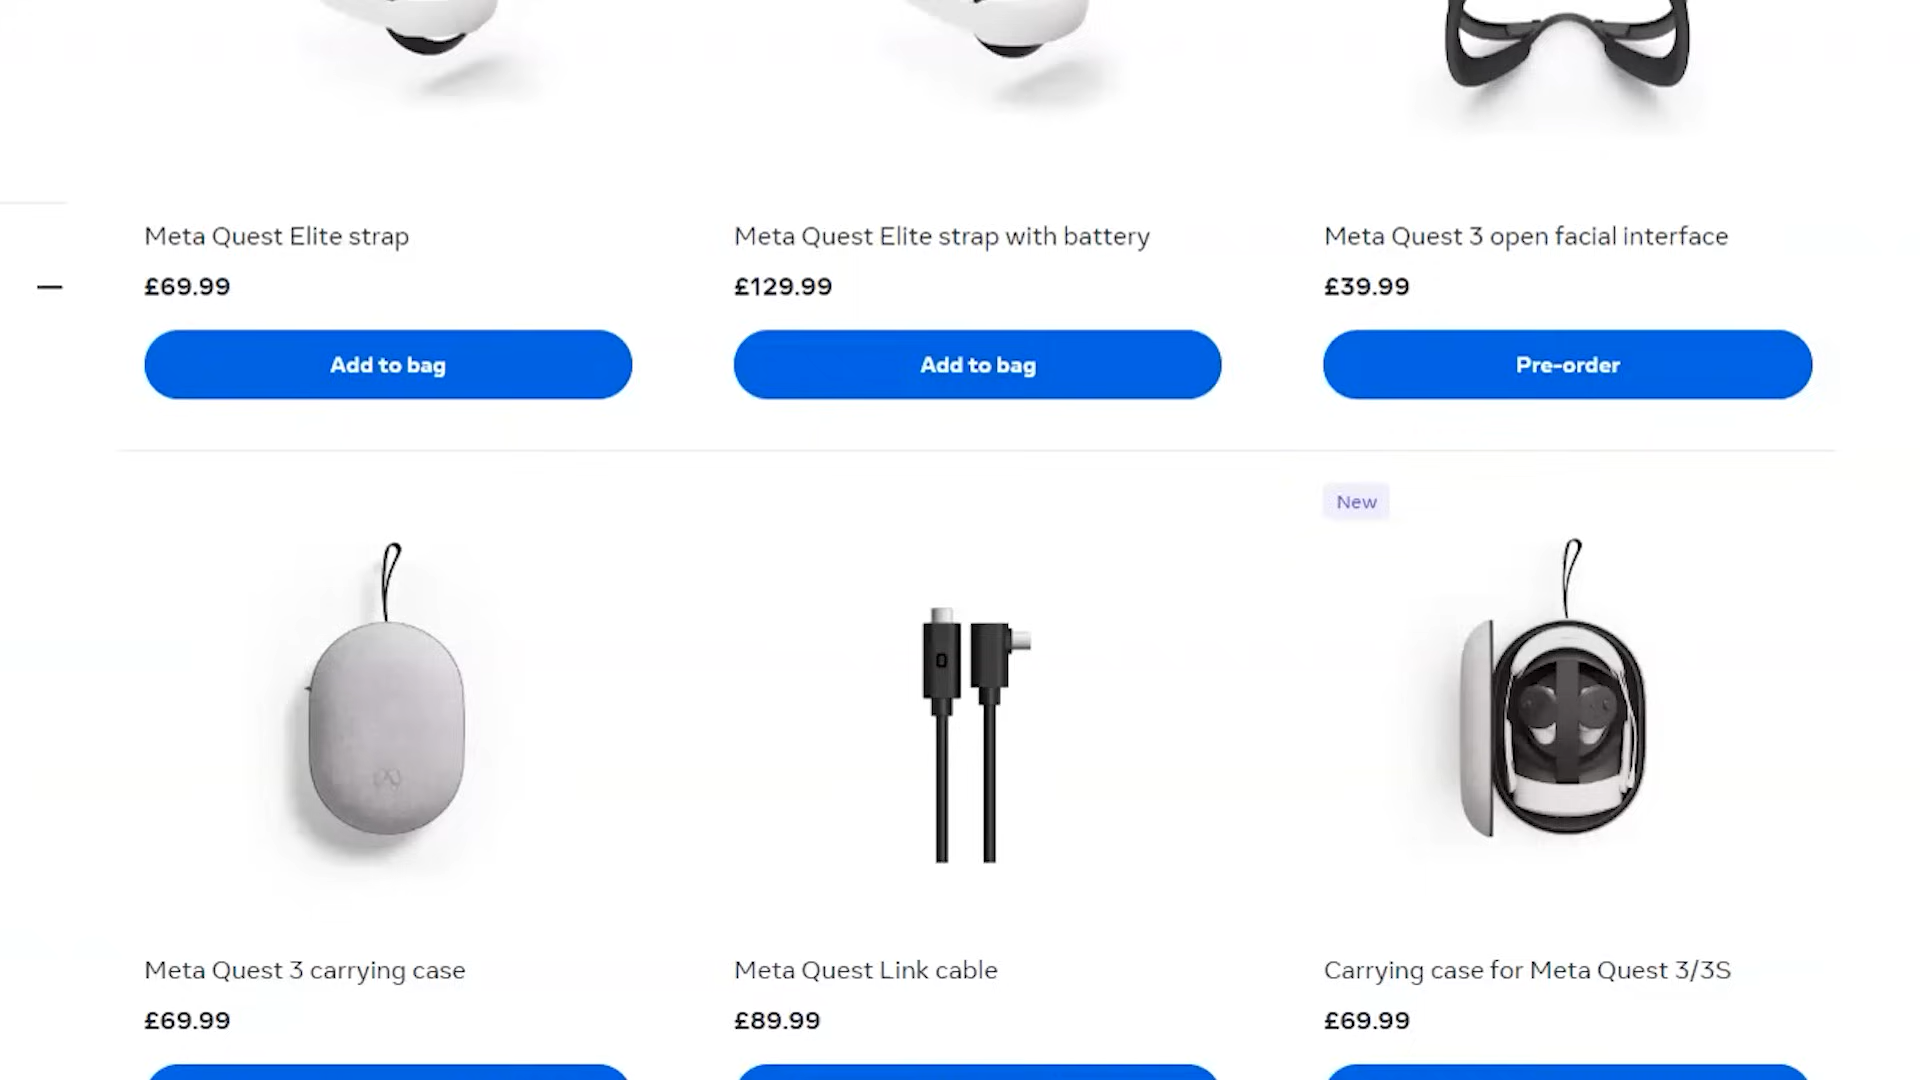 Meta Quest Elite strap
£69.99
Add to bag
Meta Quest Elite strap with battery
£129.99
Add to bag
Meta Quest 3 open facial interface
£39.99
Pre-order
New
Meta Quest 3 carrying case
£69.99
Meta Quest Link cable
£89.99
Carrying case for Meta Quest 3/3S
£69.99